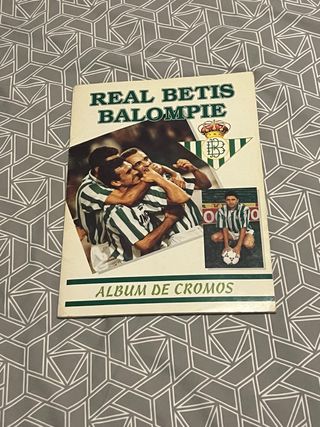 REAL BETIS
BALOMPIE
ALBUM DE CROMOS